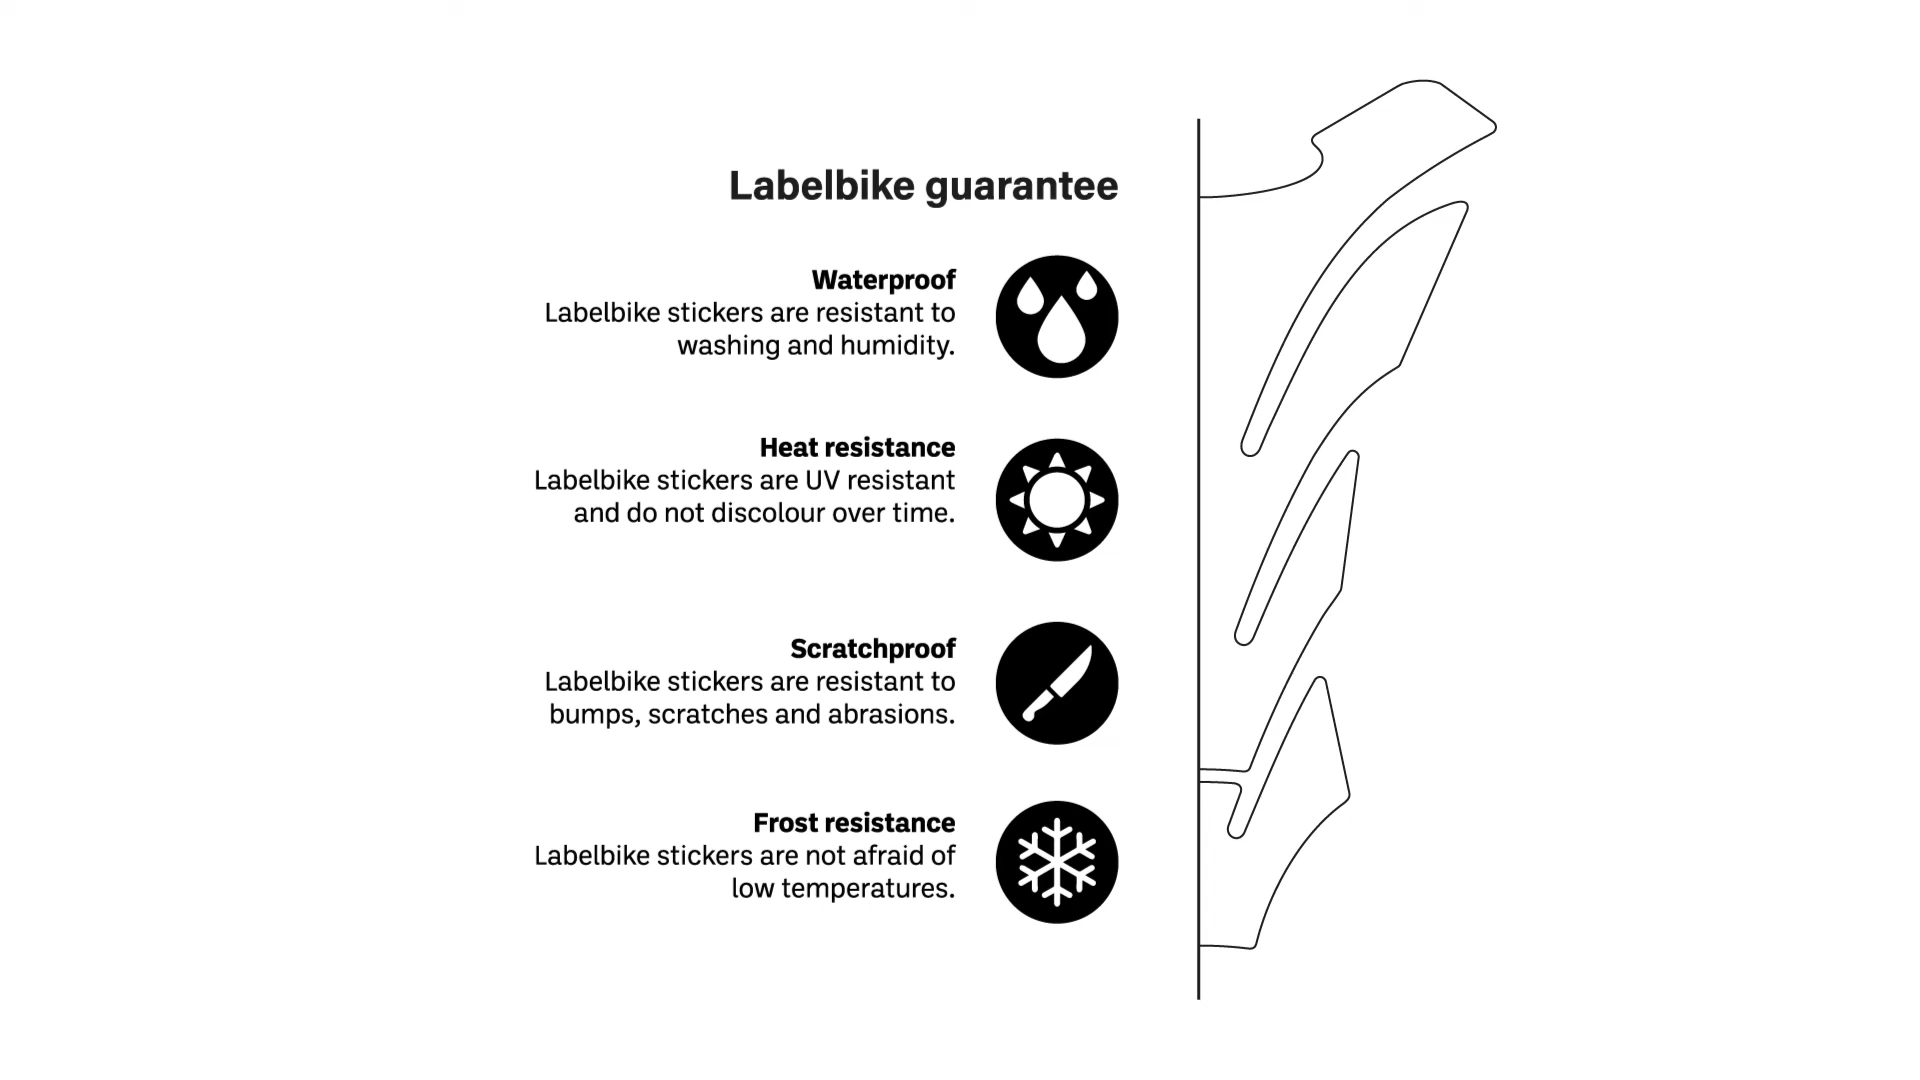 Labelbike guarantee
Waterproof
Labelbike stickers are resistant to
washing and humidity.
Heat resistance
Labelbike stickers are UV resistant
and do not discolour over time.
Scratchproof
Labelbike stickers are resistant to
bumps, scratches and abrasions.
Frost resistance
Labelbike stickers are not afraid of
low temperatures.